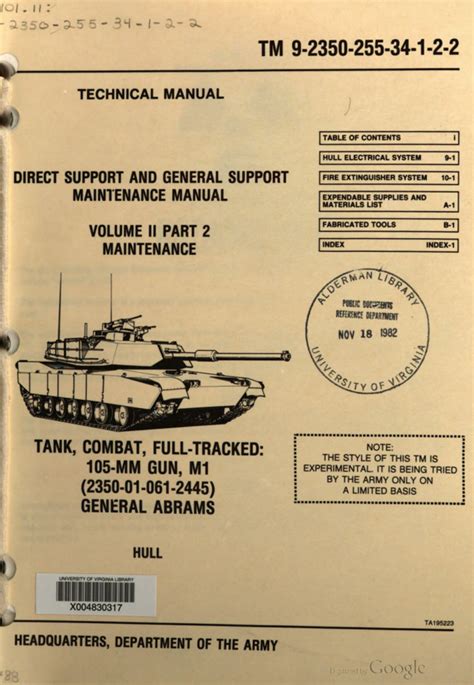 101.11:
-2350-255-34-1-2-2
TM 9-2350-255-34-1-2-2
TECHNICAL MANUAL
TABLE OF CONTENTS i
HULL ELECTRICAL SYSTEM 9-1
FIRE EXTINGUISHER SYSTEM 10-1
EXPENDABLE SUPPLIES AND
MATERIALS LIST A-1
FABRICATED TOOLS B-1
INDEX INDEX-1
DIRECT SUPPORT AND GENERAL SUPPORT
MAINTENANCE MANUAL
VOLUME II PART 2
MAINTENANCE
ALDERMAN LIBRARY
PUBLIC DOCUMENTS
REFERENCE DEPARTMENT
NOV 18 1982
UNIVERSITY OF VIRGINIA
TANK, COMBAT, FULL-TRACKED:
105-MM GUN, M1
(2350-01-061-2445)
GENERAL ABRAMS
HULL
NOTE:
THE STYLE OF THIS TM IS
EXPERIMENTAL. IT IS BEING TRIED
BY THE ARMY ONLY ON
A LIMITED BASIS
UNIVERSITY OF VIRGINIA LIBRARY
X004830317
TA195223
HEADQUARTERS, DEPARTMENT OF THE ARMY
Digitized by Google